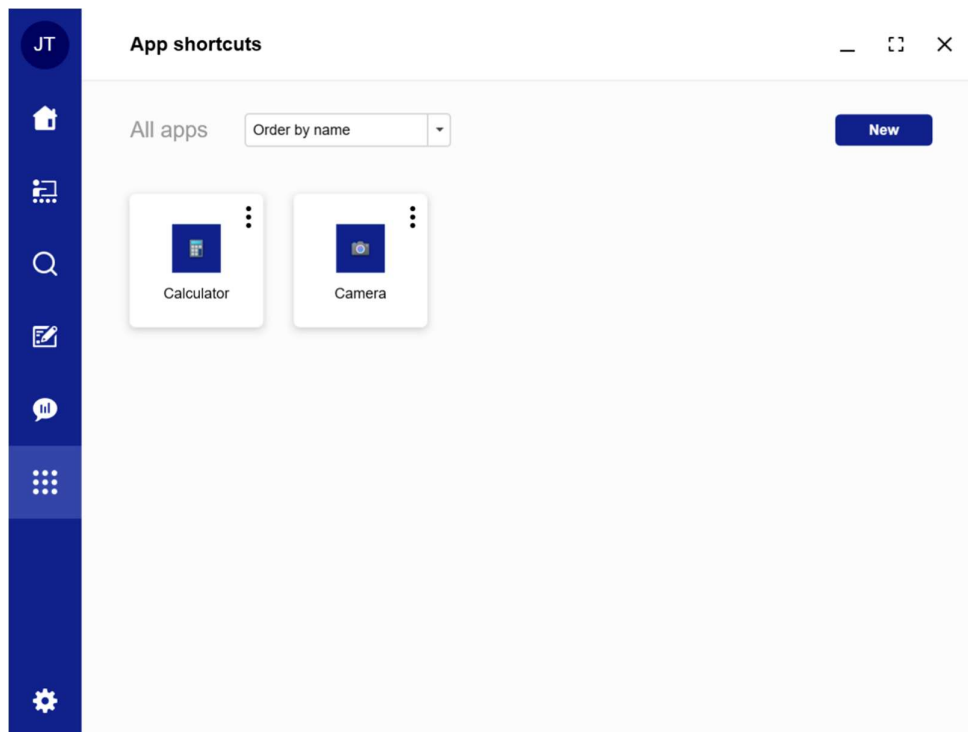 JT
App shortcuts
All apps
Order by name
New
Calculator
Camera